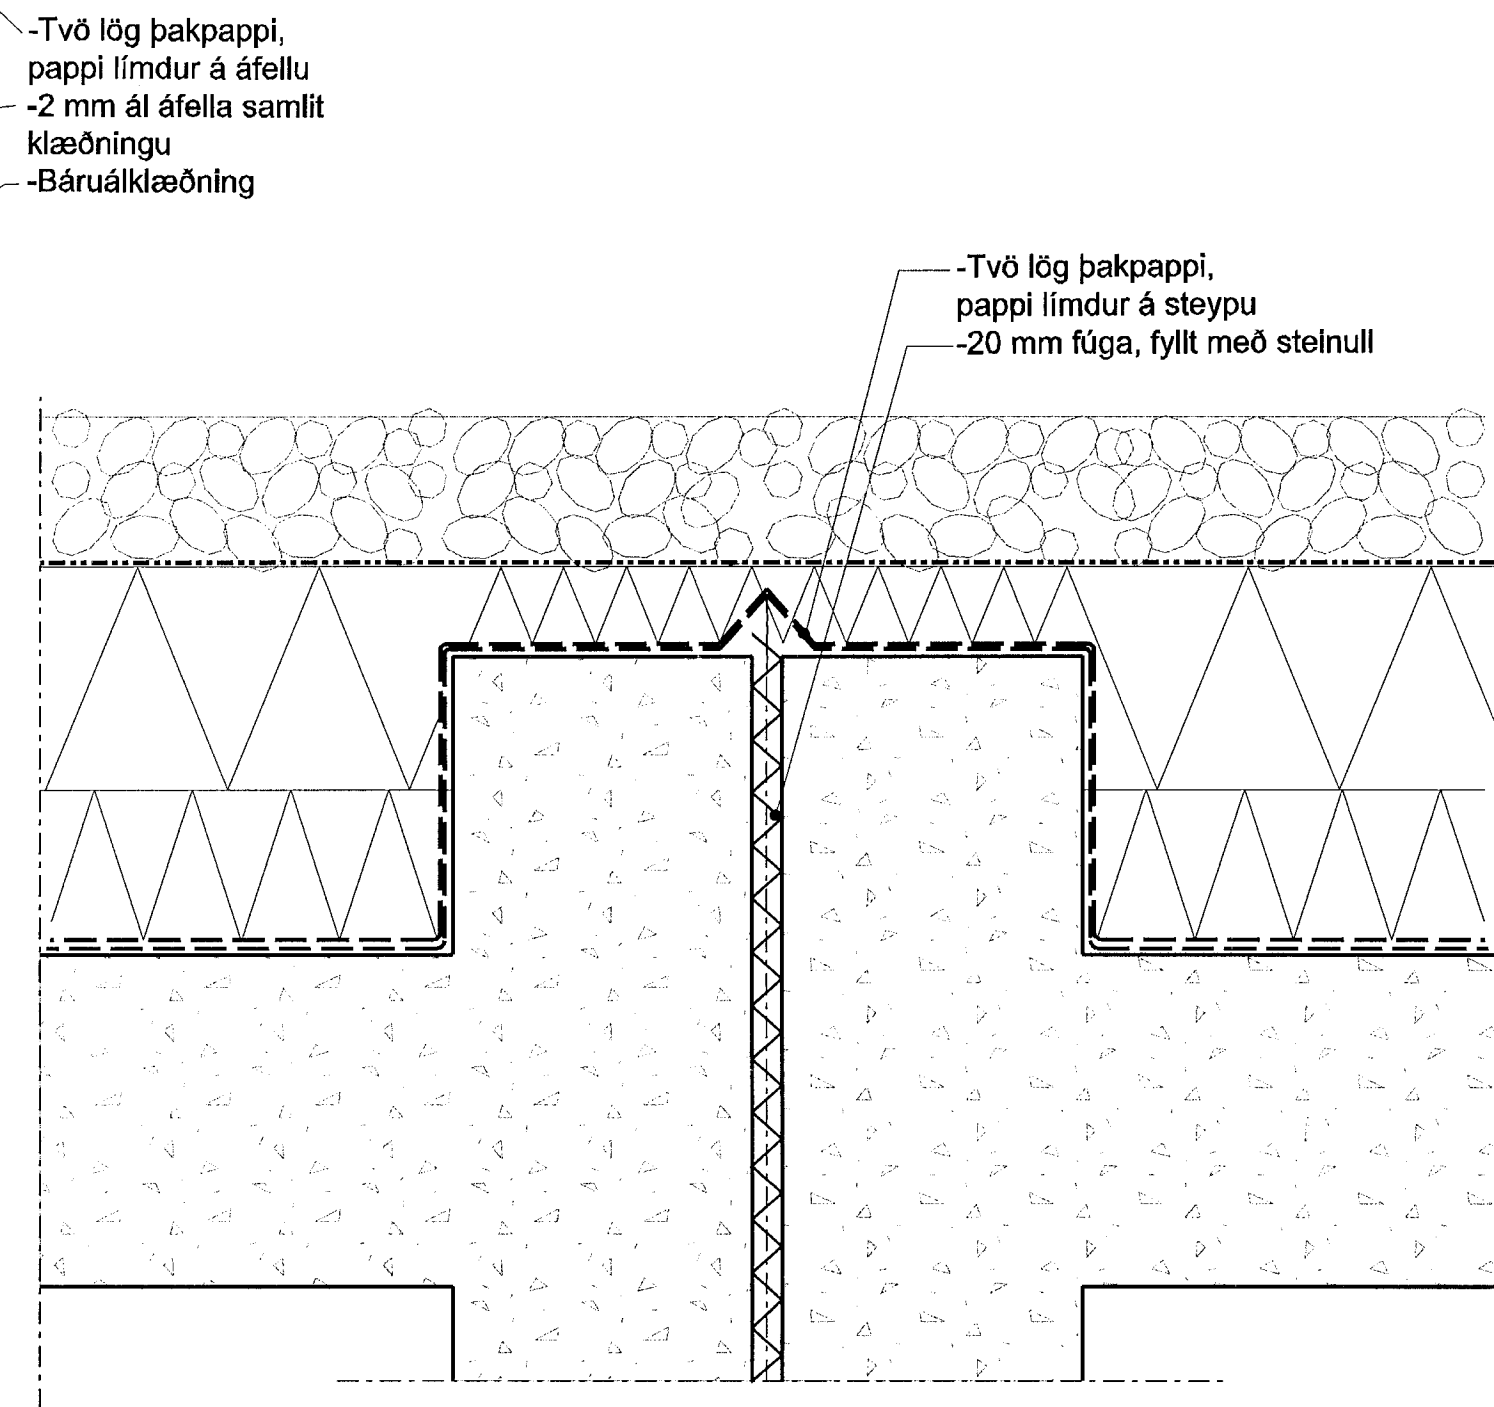 -Tvö lög þakpappi,
pappi límdur á áfellu
-2 mm ál áfella samlit
klæðningu
-Báruálklæðning
-Tvö lög þakpappi,
pappi límdur á steypu
-20 mm fúga, fyllt með steinull